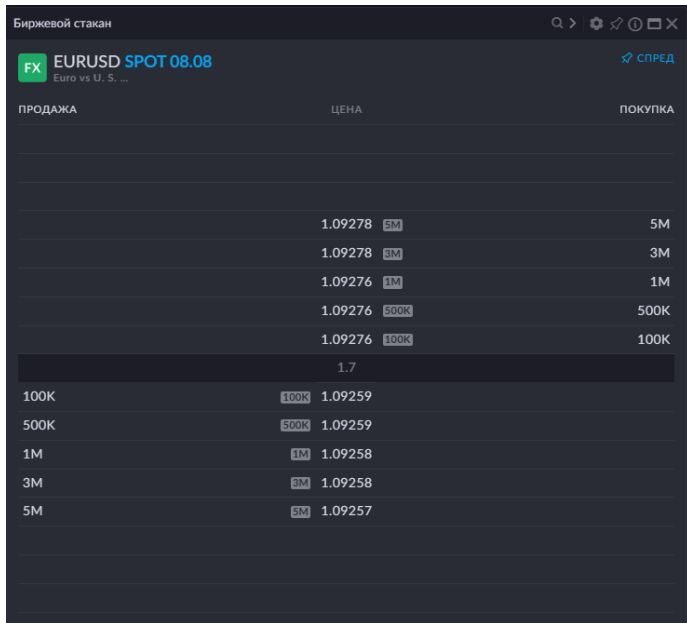 Биржевой стакан
FX EURUSD SPOT 08.08
Euro vs U. S. ...
СПРЕД
ПРОДАЖА ЦЕНА ПОКУПКА
1.09278 5M 5M
1.09278 3M 3M
1.09276 1M 1M
1.09276 500K 500K
1.09276 100K 100K
1.7
100K 100K 1.09259
500K 500K 1.09259
1M 1M 1.09258
3M 3M 1.09258
5M 5M 1.09257